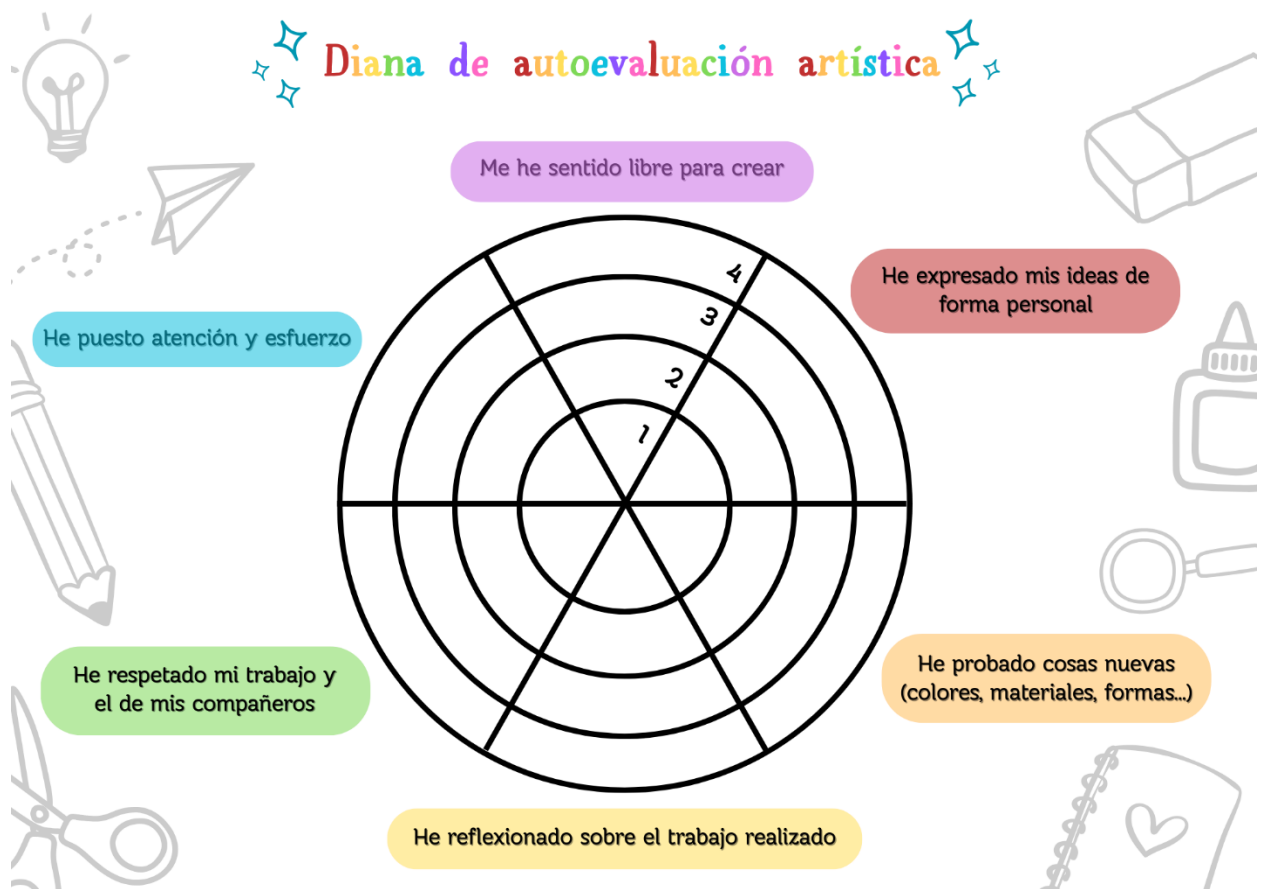 Diana de autoevaluación artística
Me he sentido libre para crear
He expresado mis ideas de
forma personal
He puesto atención y esfuerzo
4
3
2
1
He respetado mi trabajo y
el de mis compañeros
He probado cosas nuevas
(colores, materiales, formas...)
He reflexionado sobre el trabajo realizado